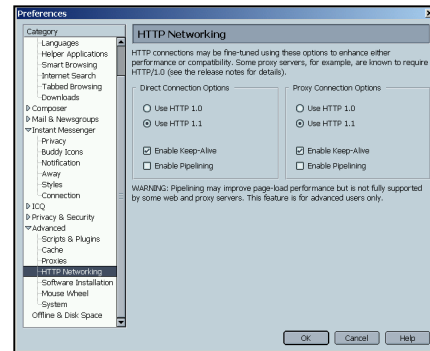 Preferences
Category
Languages
Helper Applications
Smart Browsing
Internet Search
Tabbed Browsing
Downloads
Composer
Mail & Newsgroups
Instant Messenger
Privacy
Buddy Icons
Notification
Away
Styles
Connection
ICQ
Privacy & Security
Advanced
Scripts & Plugins
Cache
Proxies
HTTP Networking
Software Installation
Mouse Wheel
System
Offline & Disk Space
HTTP Networking
HTTP connections may be fine-tuned using these options to enhance either
performance or compatibility. Some proxy servers, for example, are known to require
HTTP/1.0 (see the release notes for details).
Direct Connection Options
Use HTTP 1.0
Use HTTP 1.1
Enable Keep-Alive
Enable Pipelining
Proxy Connection Options
Use HTTP 1.0
Use HTTP 1.1
Enable Keep-Alive
Enable Pipelining
WARNING: Pipelining may improve page-load performance but is not fully supported
by some web and proxy servers. This feature is for advanced users only.
OK
Cancel
Help